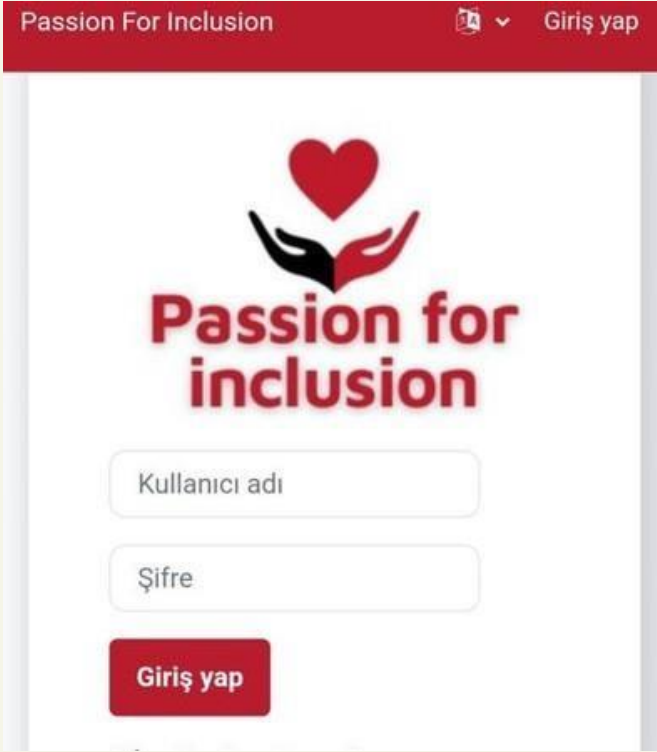 Passion For Inclusion
Giriş yap
Passion for
inclusion
Kullanıcı adı
Şifre
Giriş yap